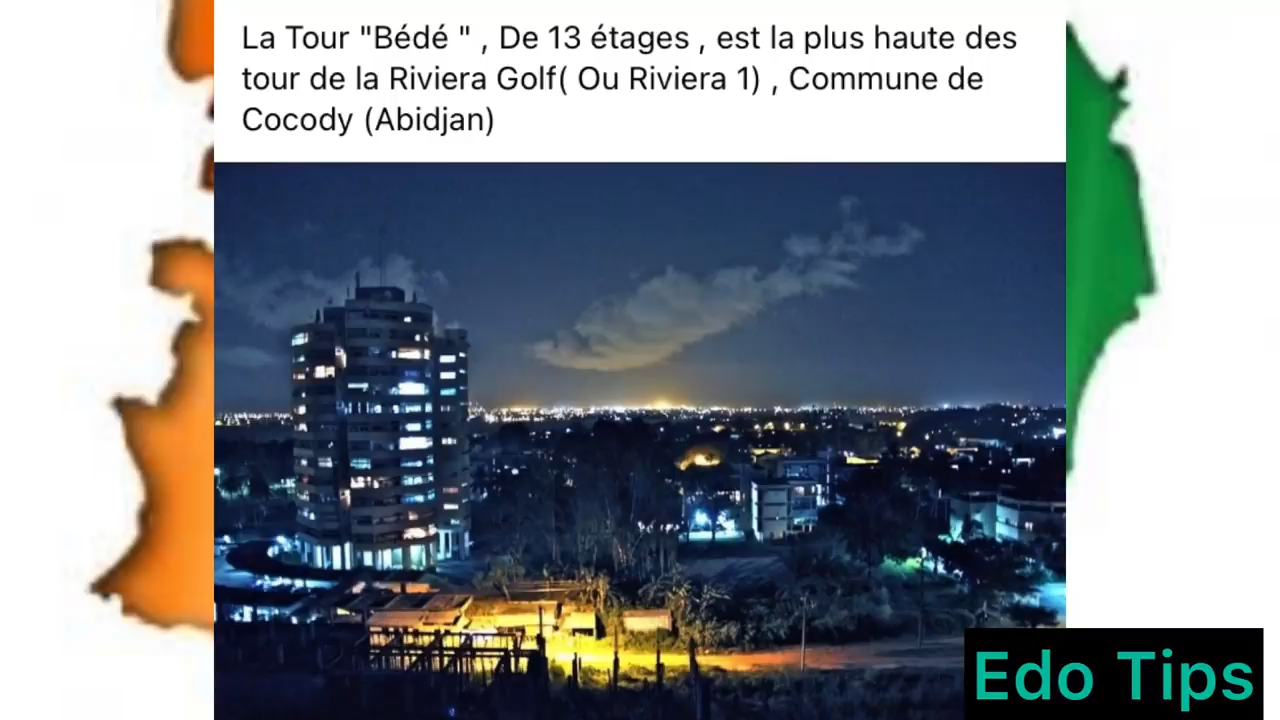 La Tour "Bédé " , De 13 étages , est la plus haute des
tour de la Riviera Golf( Ou Riviera 1) , Commune de
Cocody (Abidjan)
Edo Tips